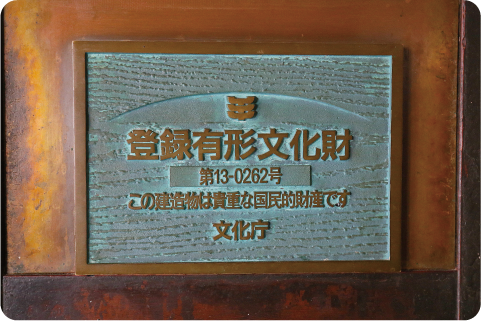 登録有形文化財
第13-0262号
この建造物は貴重な国民的財産です
文化庁